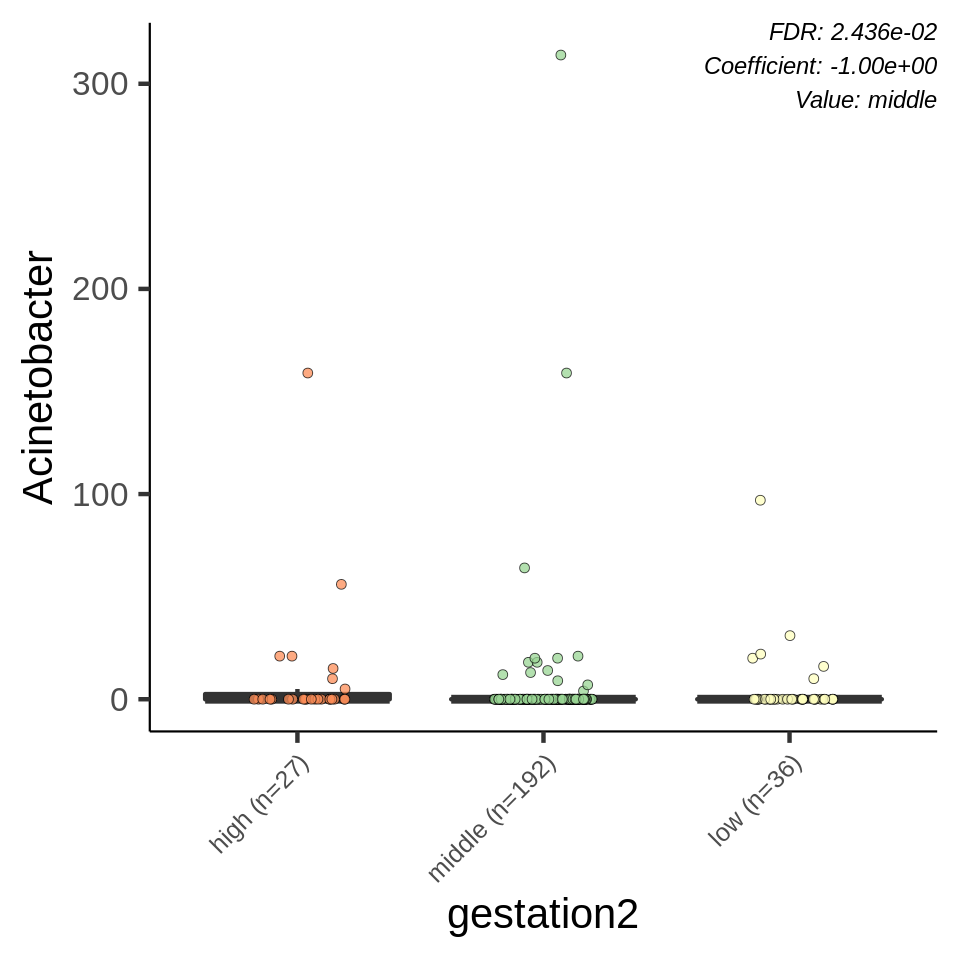 FDR: 2.436e-02
Coefficient: -1.00e+00
Value: middle
300
200
100
0
Acinetobacter
high (n=27)
middle (n=192)
low (n=36)
gestation2